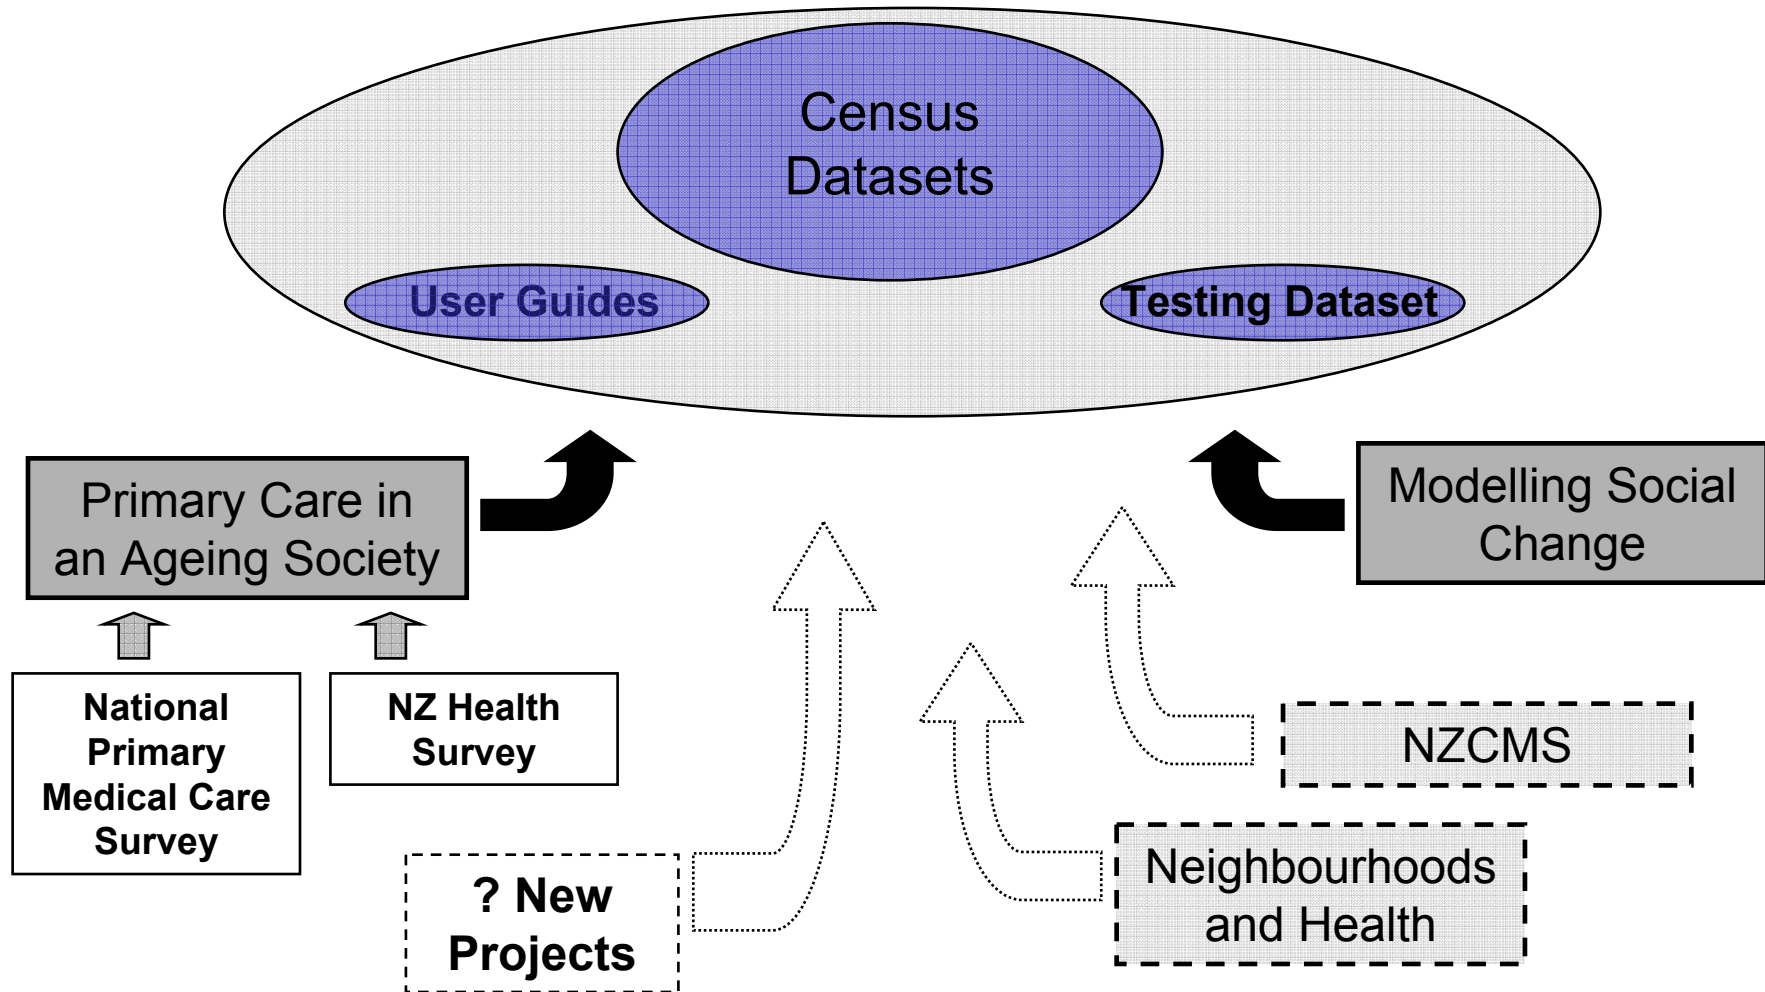 Census
Datasets
User Guides
Testing Dataset
Primary Care in
an Ageing Society
Modelling Social
Change
National
Primary
Medical Care
Survey
NZ Health
Survey
NZCMS
? New
Projects
Neighbourhoods
and Health